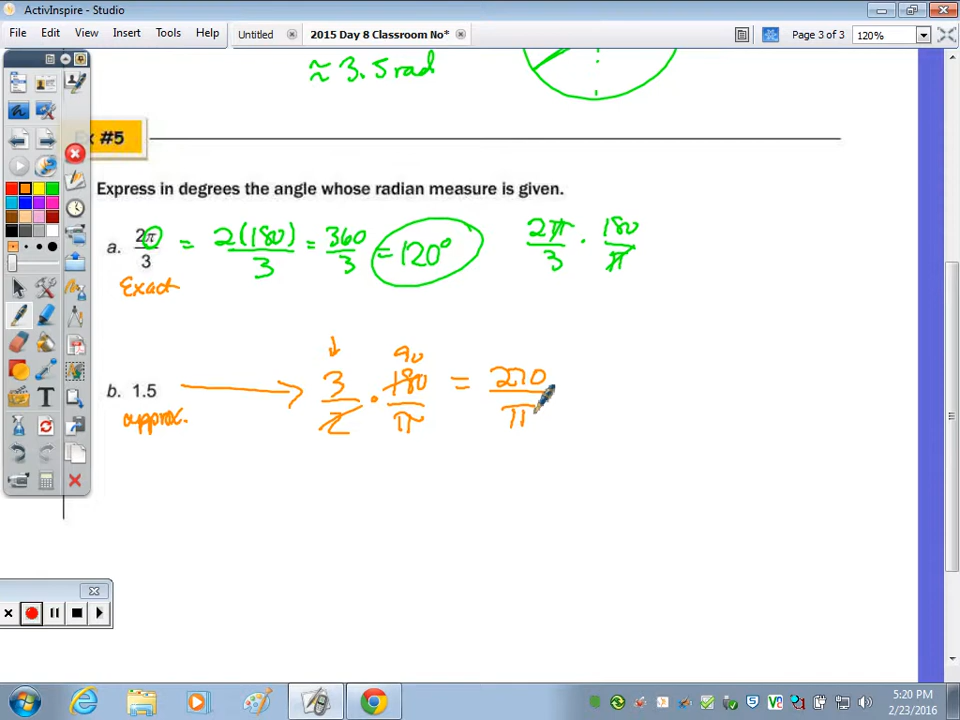 ActivInspire - Studio
File Edit View Insert Tools Help Untitled 2015 Day 8 Classroom No* Page 3 of 3 120%
≈ 3.5 rad
Ex #5
Express in degrees the angle whose radian measure is given.
a. 2π/3 = 2(180)/3 = 360/3 = 120° 2π/3 · 180/π
Exact
90
b. 1.5 → 3/2 · 180/π = 270/π
approx.
5:20 PM
2/23/2016